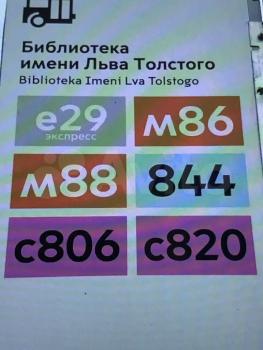 Библиотека
имени Льва Толстого
Biblioteka Imeni Lva Tolstogo
е29 м86
экспресс
м88 844
с806 с820